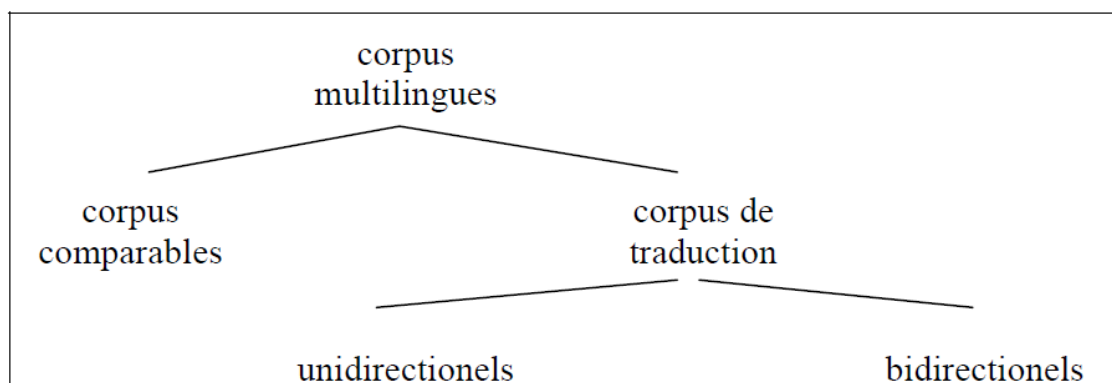 corpus
multilingues
corpus
comparables
corpus de
traduction
unidirectionels
bidirectionels